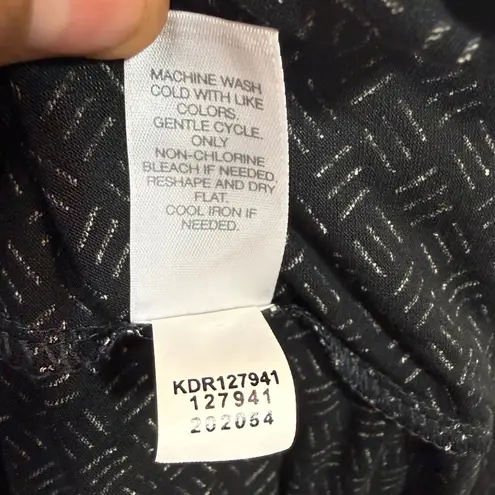 MACHINE WASH
COLD WITH LIKE
COLORS.
GENTLE CYCLE.
ONLY
NON-CHLORINE
BLEACH IF NEEDED.
RESHAPE AND DRY
FLAT.
COOL IRON IF
NEEDED.
KDR127941
127941
202054